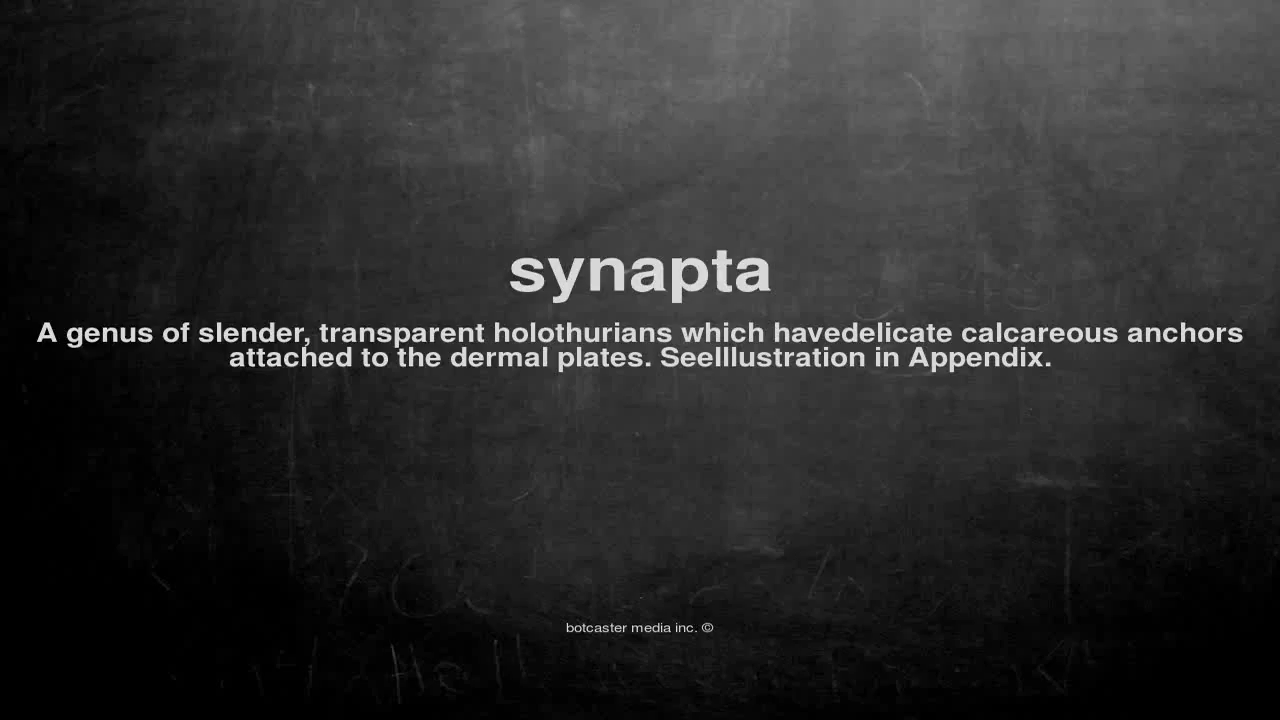 synapta
A genus of slender, transparent holothurians which havedelicate calcareous anchors
attached to the dermal plates. SeeIllustration in Appendix.
botcaster media inc. ©